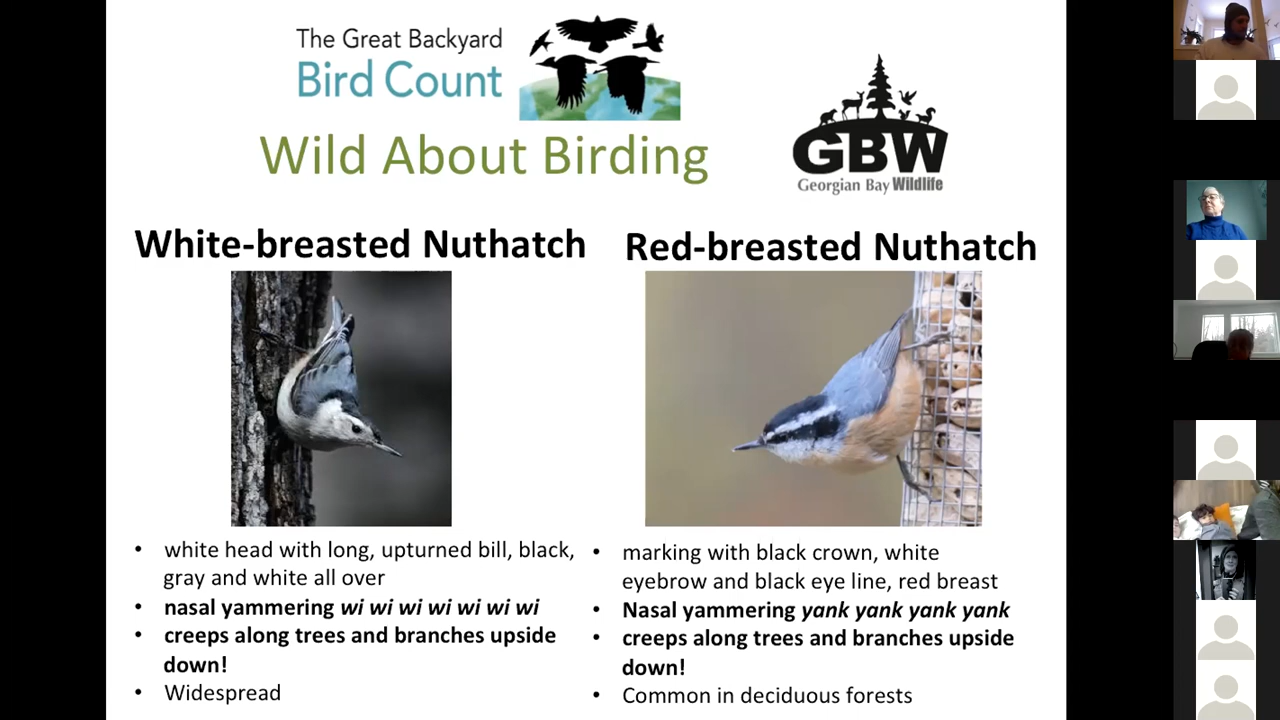 The Great Backyard
Bird Count
Wild About Birding
GBW
Georgian Bay Wildlife
White-breasted Nuthatch
Red-breasted Nuthatch
• white head with long, upturned bill, black,
gray and white all over
• nasal yammering wi wi wi wi wi wi wi
• creeps along trees and branches upside
down!
• Widespread
• marking with black crown, white
eyebrow and black eye line, red breast
• Nasal yammering yank yank yank yank
• creeps along trees and branches upside
down!
• Common in deciduous forests